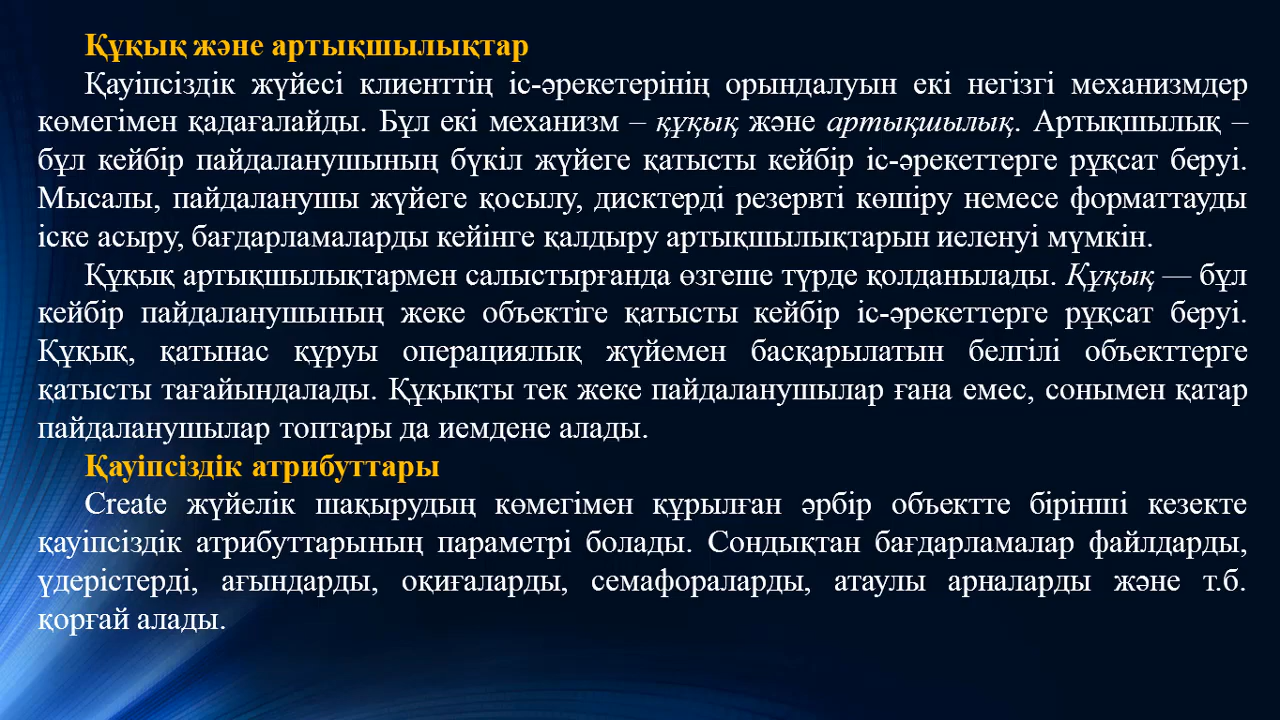 Құқық және артықшылықтар
Қауіпсіздік жүйесі клиенттің іс-әрекетерінің орындалуын екі негізгі механизмдер
көмегімен қадағалайды. Бұл екі механизм – құқық және артықшылық. Артықшылық –
бұл кейбір пайдаланушының бүкіл жүйеге қатысты кейбір іс-әрекеттерге рұқсат беруі.
Мысалы, пайдаланушы жүйеге қосылу, дисктерді резервті көшіру немесе форматтауды
іске асыру, бағдарламаларды кейінге қалдыру артықшылықтарын иеленуі мүмкін.
Құқық артықшылықтармен салыстырғанда өзгеше түрде қолданылады. Құқық — бұл
кейбір пайдаланушының жеке объектіге қатысты кейбір іс-әрекеттерге рұқсат беруі.
Құқық, қатынас құруы операциялық жүйемен басқарылатын белгілі объекттерге
қатысты тағайындалады. Құқықты тек жеке пайдаланушылар ғана емес, сонымен қатар
пайдаланушылар топтары да иемдене алады.
Қауіпсіздік атрибуттары
Create жүйелік шақырудың көмегімен құрылған әрбір объектте бірінші кезекте
қауіпсіздік атрибуттарының параметрі болады. Сондықтан бағдарламалар файлдарды,
үдерістерді, ағындарды, оқиғаларды, семафораларды, атаулы арналарды және т.б.
қорғай алады.